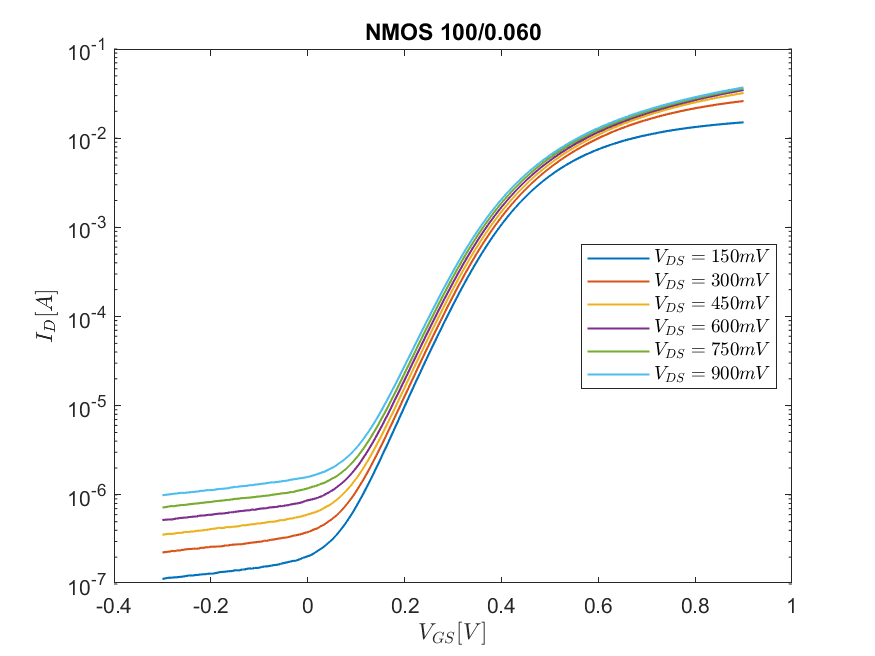 NMOS 100/0.060
10^-1
10^-2
10^-3
10^-4
10^-5
10^-6
10^-7
I_D[A]
V_DS = 150mV
V_DS = 300mV
V_DS = 450mV
V_DS = 600mV
V_DS = 750mV
V_DS = 900mV
-0.4 -0.2 0 0.2 0.4 0.6 0.8 1
V_GS[V]